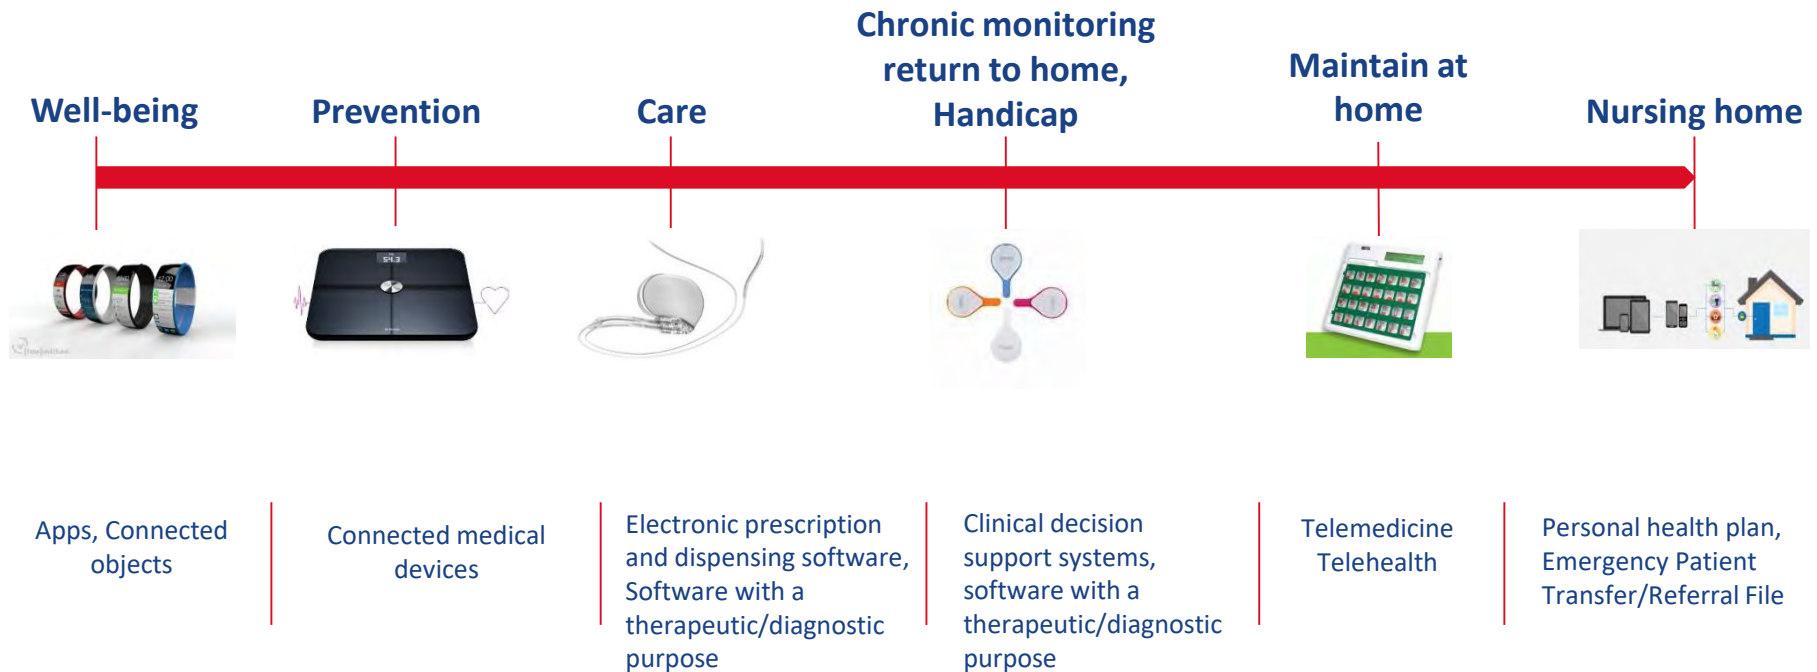 Well-being
Prevention
Care
Chronic monitoring
return to home,
Handicap
Maintain at
home
Nursing home
54.3
Apps, Connected
objects
Connected medical
devices
Electronic prescription
and dispensing software,
Software with a
therapeutic/diagnostic
purpose
Clinical decision
support systems,
software with a
therapeutic/diagnostic
purpose
Telemedicine
Telehealth
Personal health plan,
Emergency Patient
Transfer/Referral File